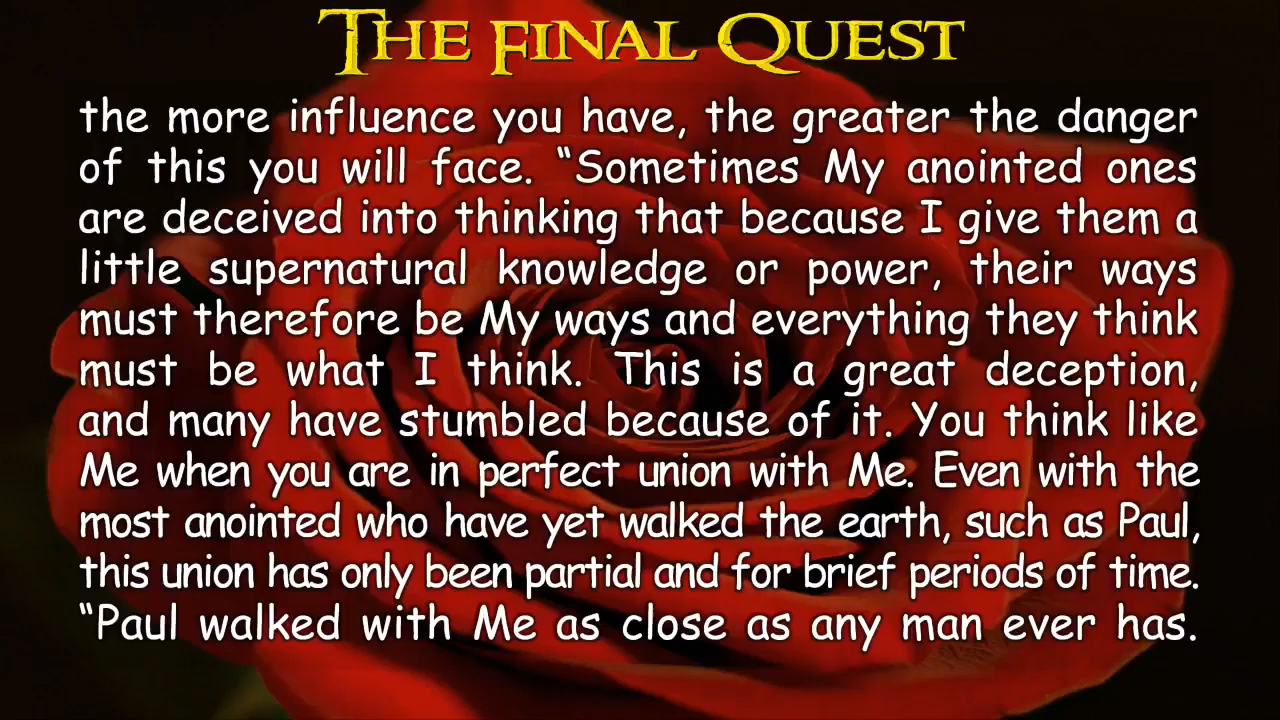 THE FINAL QUEST
the more influence you have, the greater the danger
of this you will face. “Sometimes My anointed ones
are deceived into thinking that because I give them a
little supernatural knowledge or power, their ways
must therefore be My ways and everything they think
must be what I think. This is a great deception,
and many have stumbled because of it. You think like
Me when you are in perfect union with Me. Even with the
most anointed who have yet walked the earth, such as Paul,
this union has only been partial and for brief periods of time.
“Paul walked with Me as close as any man ever has.